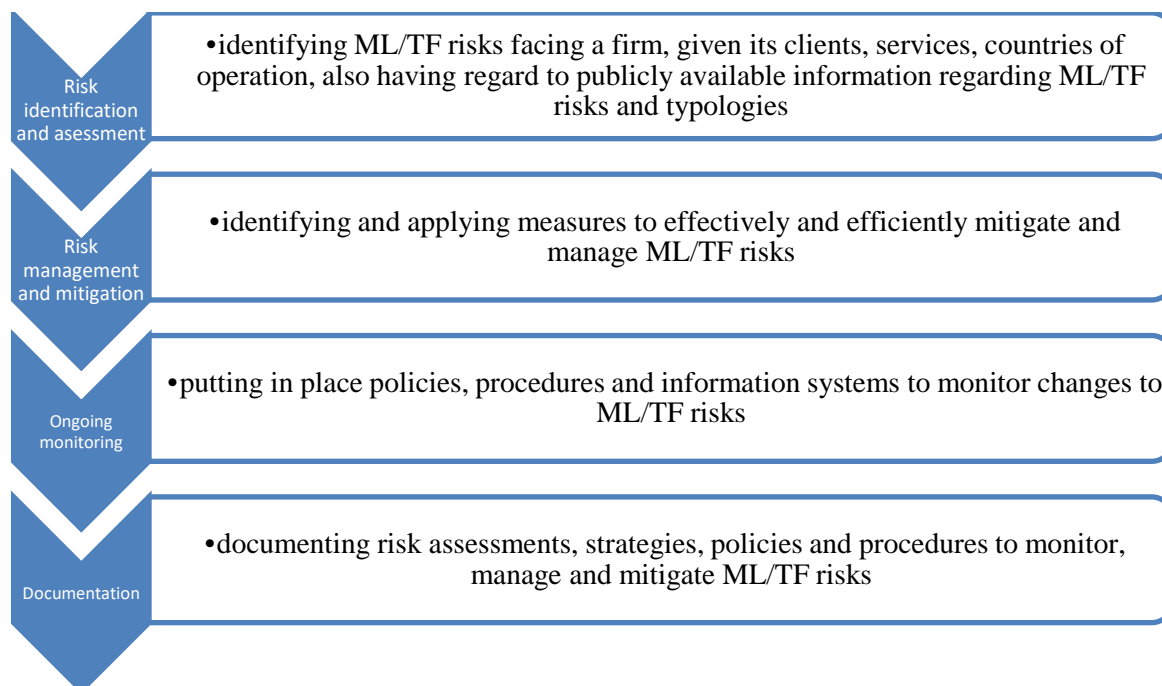 Risk
identification
and asessment
•identifying ML/TF risks facing a firm, given its clients, services, countries of
operation, also having regard to publicly available information regarding ML/TF
risks and typologies
Risk
management
and mitigation
•identifying and applying measures to effectively and efficiently mitigate and
manage ML/TF risks
Ongoing
monitoring
•putting in place policies, procedures and information systems to monitor changes to
ML/TF risks
Documentation
•documenting risk assessments, strategies, policies and procedures to monitor,
manage and mitigate ML/TF risks